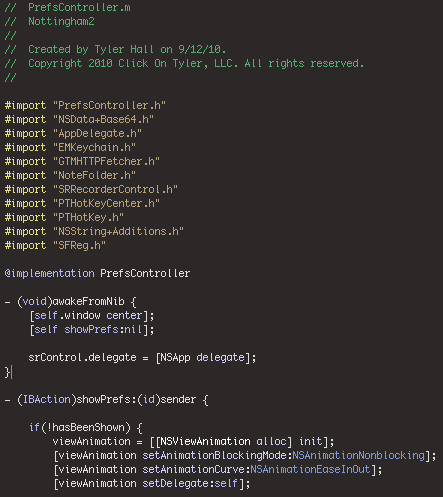 //  PrefsController.m
//  Nottingham2
//
//  Created by Tyler Hall on 9/12/10.
//  Copyright 2010 Click On Tyler, LLC. All rights reserved.
//

#import "PrefsController.h"
#import "NSData+Base64.h"
#import "AppDelegate.h"
#import "EMKeychain.h"
#import "GTMHTTPFetcher.h"
#import "NoteFolder.h"
#import "SRRecorderControl.h"
#import "PTHotKeyCenter.h"
#import "PTHotKey.h"
#import "NSString+Additions.h"
#import "SFReg.h"

@implementation PrefsController

- (void)awakeFromNib {
    [self.window center];
    [self showPrefs:nil];

    srControl.delegate = [NSApp delegate];
}

- (IBAction)showPrefs:(id)sender {

    if(!hasBeenShown) {
        viewAnimation = [[NSViewAnimation alloc] init];
        [viewAnimation setAnimationBlockingMode:NSAnimationNonblocking];
        [viewAnimation setAnimationCurve:NSAnimationEaseInOut];
        [viewAnimation setDelegate:self];